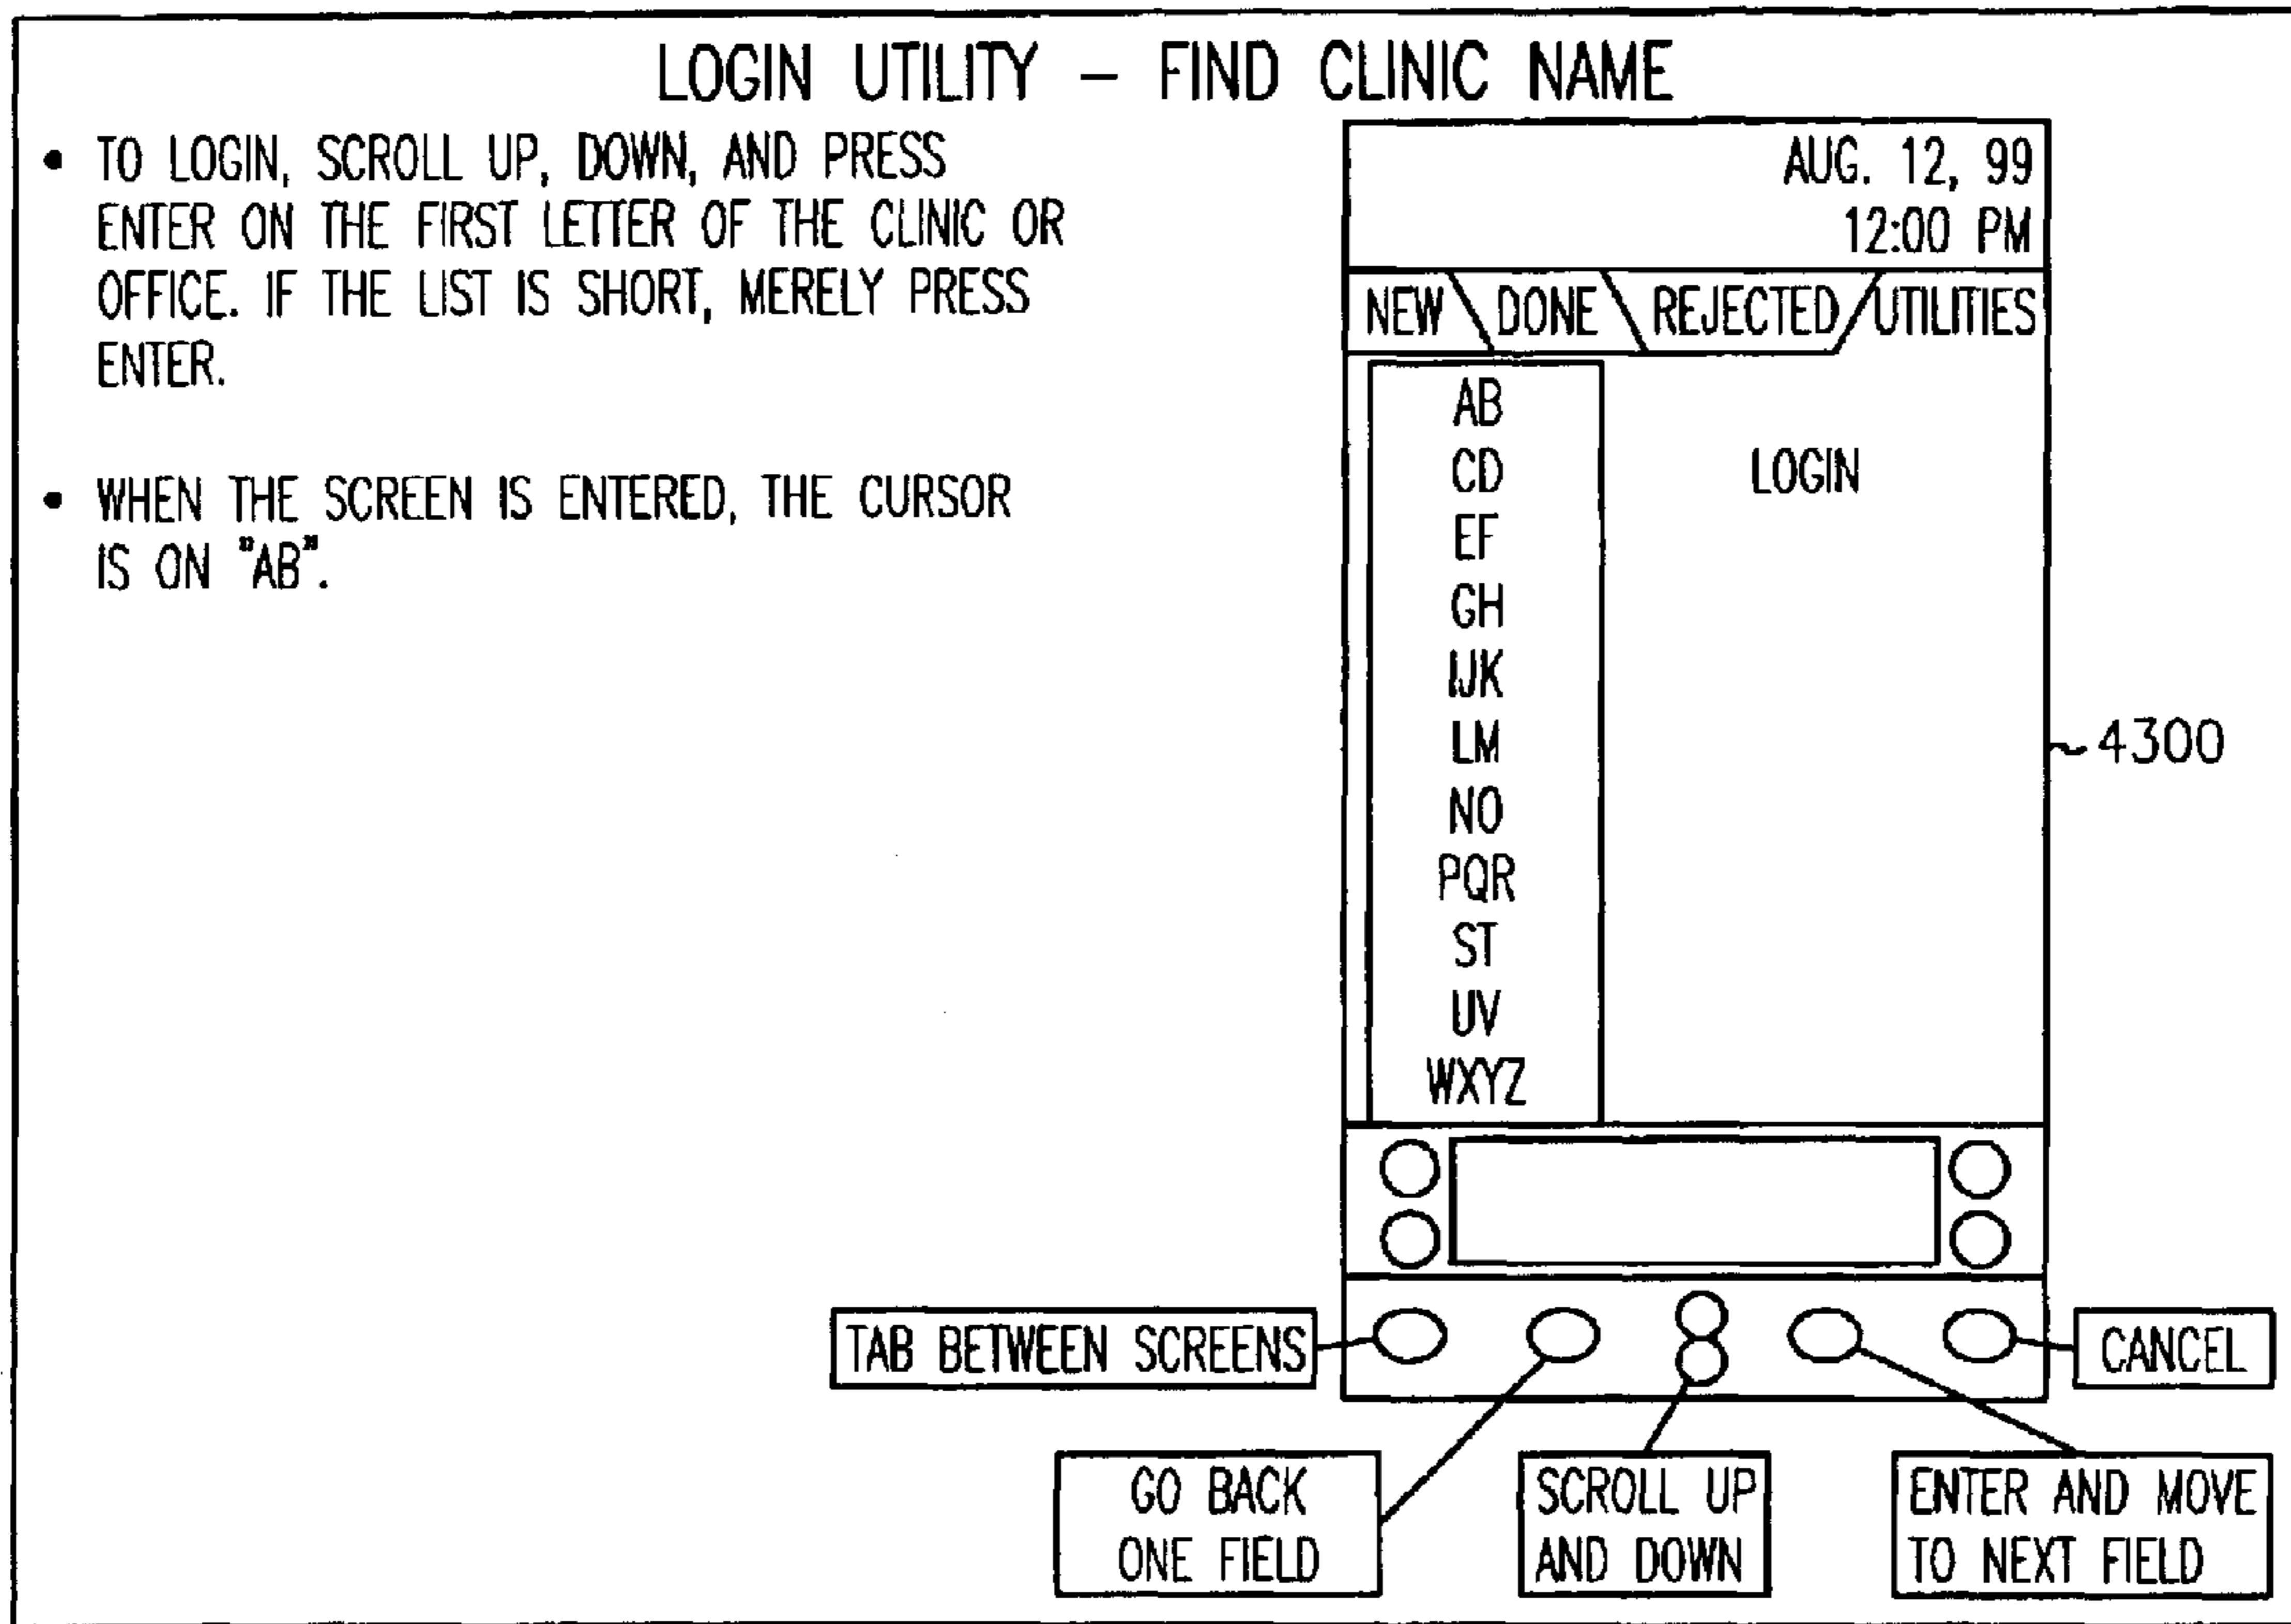 LOGIN UTILITY – FIND CLINIC NAME
• TO LOGIN, SCROLL UP, DOWN, AND PRESS
ENTER ON THE FIRST LETTER OF THE CLINIC OR
OFFICE. IF THE LIST IS SHORT, MERELY PRESS
ENTER.
• WHEN THE SCREEN IS ENTERED, THE CURSOR
IS ON "AB".
AUG. 12, 99
12:00 PM
NEW DONE REJECTED UTILITIES
AB
CD
EF
GH
IJK
LM
NO
PQR
ST
UV
WXYZ
LOGIN
4300
TAB BETWEEN SCREENS
CANCEL
GO BACK
ONE FIELD
SCROLL UP
AND DOWN
ENTER AND MOVE
TO NEXT FIELD